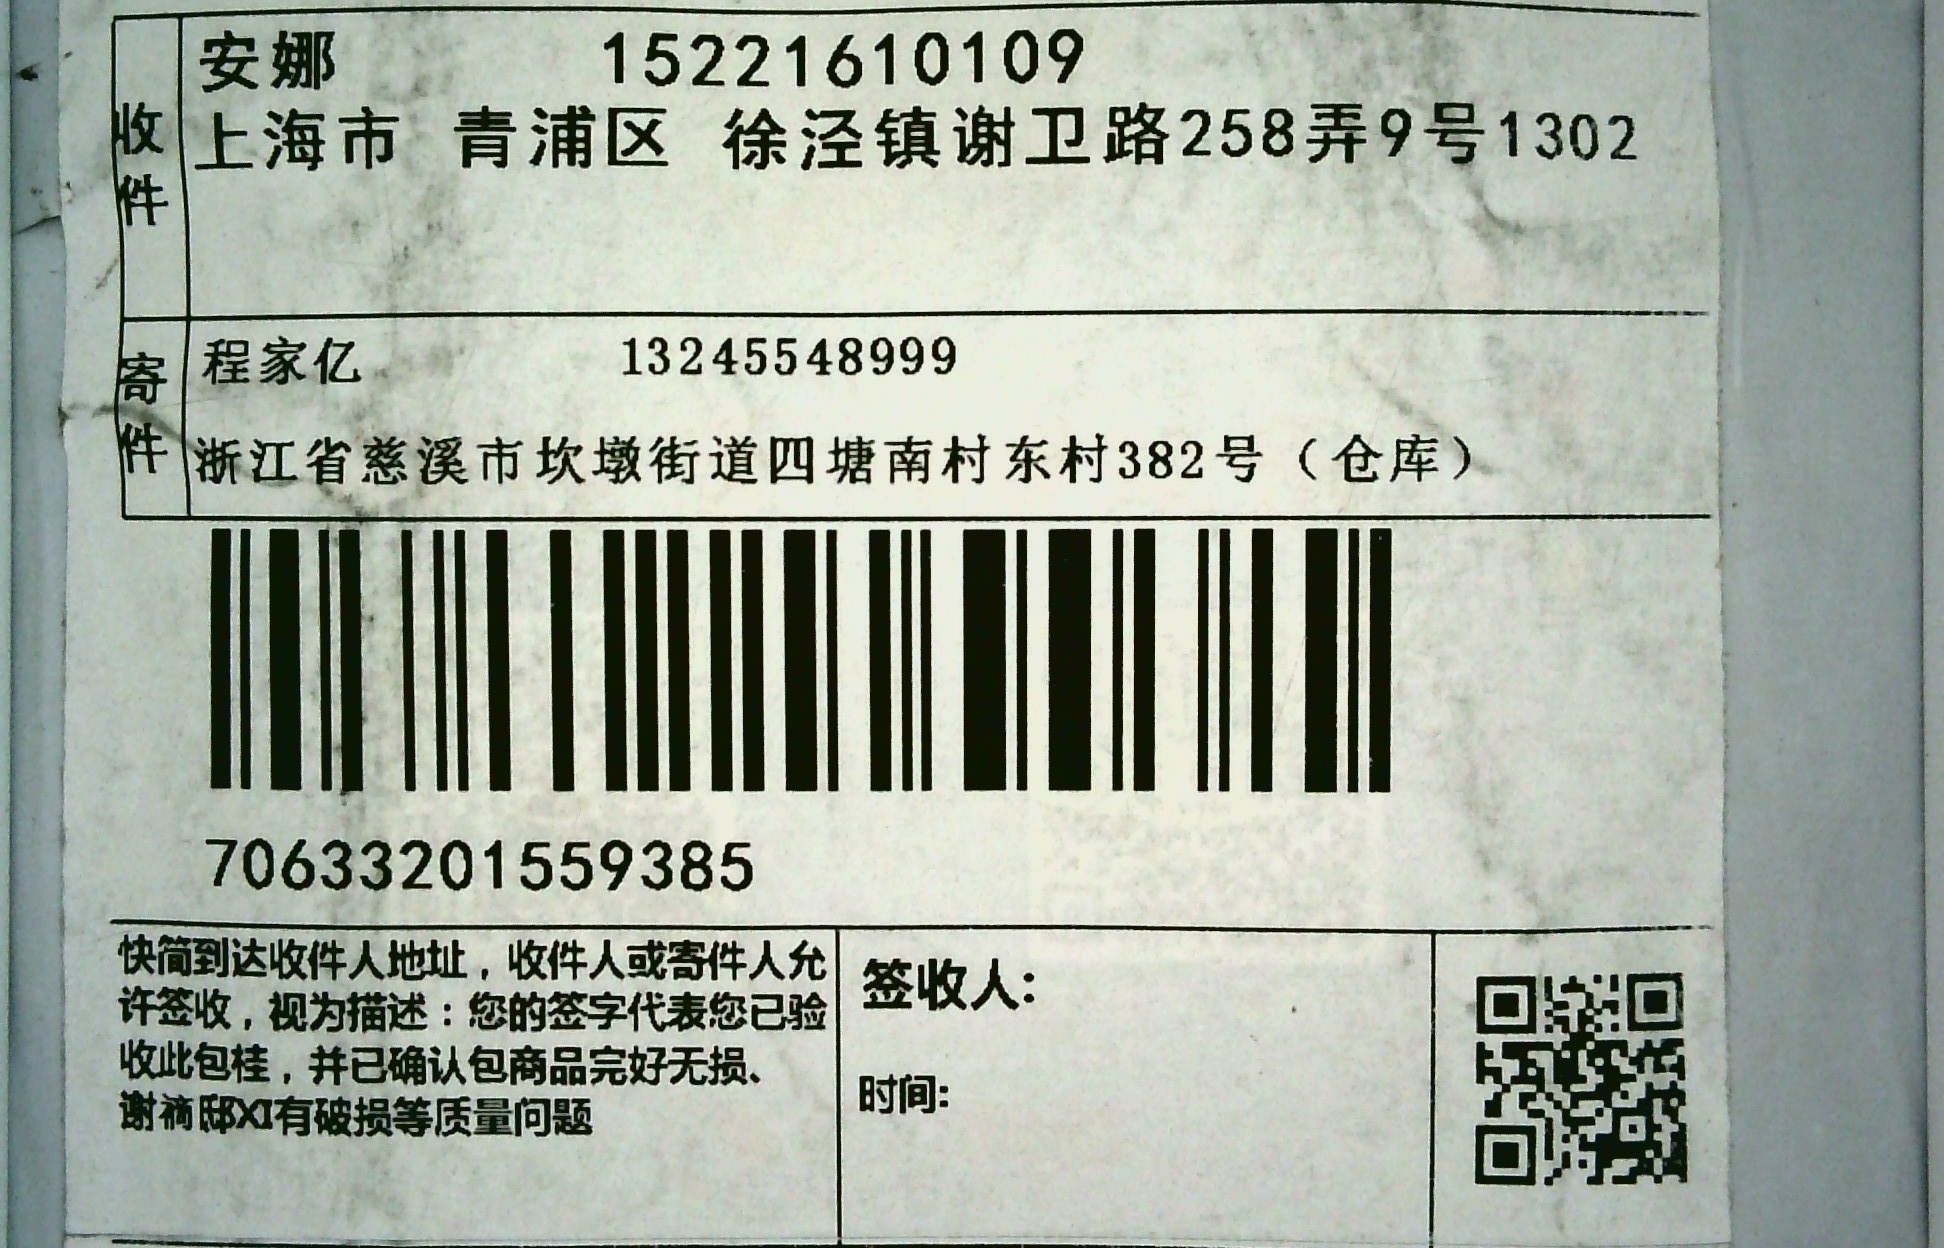 收件
安娜 15221610109
上海市 青浦区 徐泾镇谢卫路258弄9号1302
寄件
程家亿 13245548999
浙江省慈溪市坎墩街道四塘南村东村382号（仓库）
70633201559385
快简到达收件人地址，收件人或寄件人允
许签收，视为描述：您的签字代表您已验
收此包桂，并已确认包商品完好无损、
谢祷邸XI有破损等质量问题
签收人:
时间: